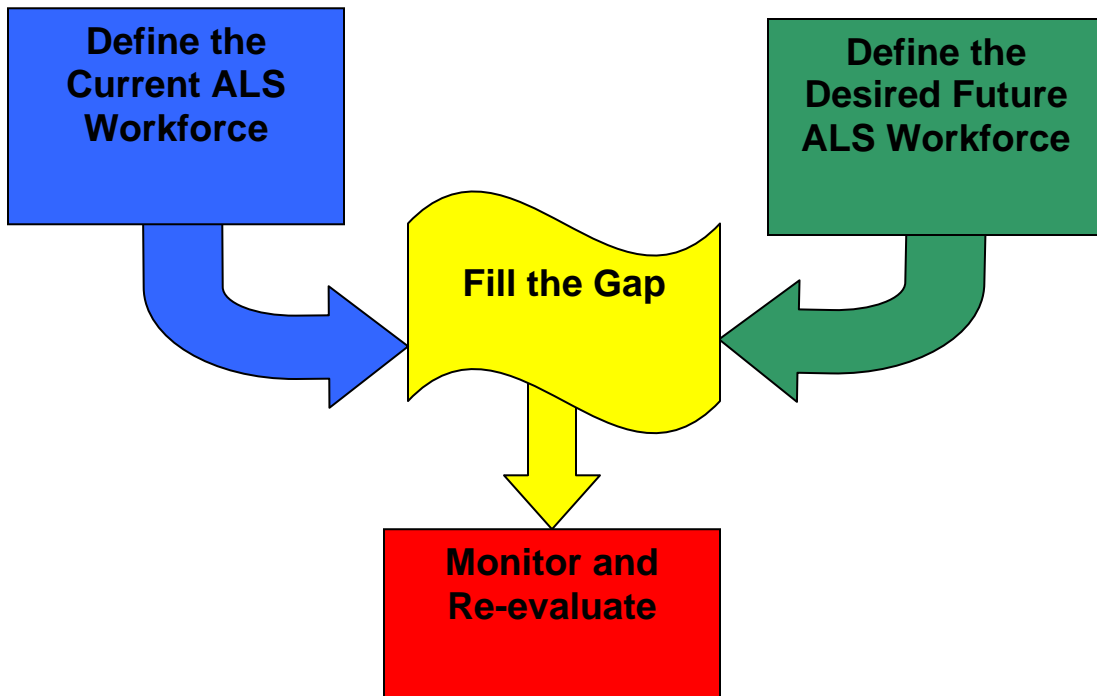 Define the
Current ALS
Workforce
Define the
Desired Future
ALS Workforce
Fill the Gap
Monitor and
Re-evaluate